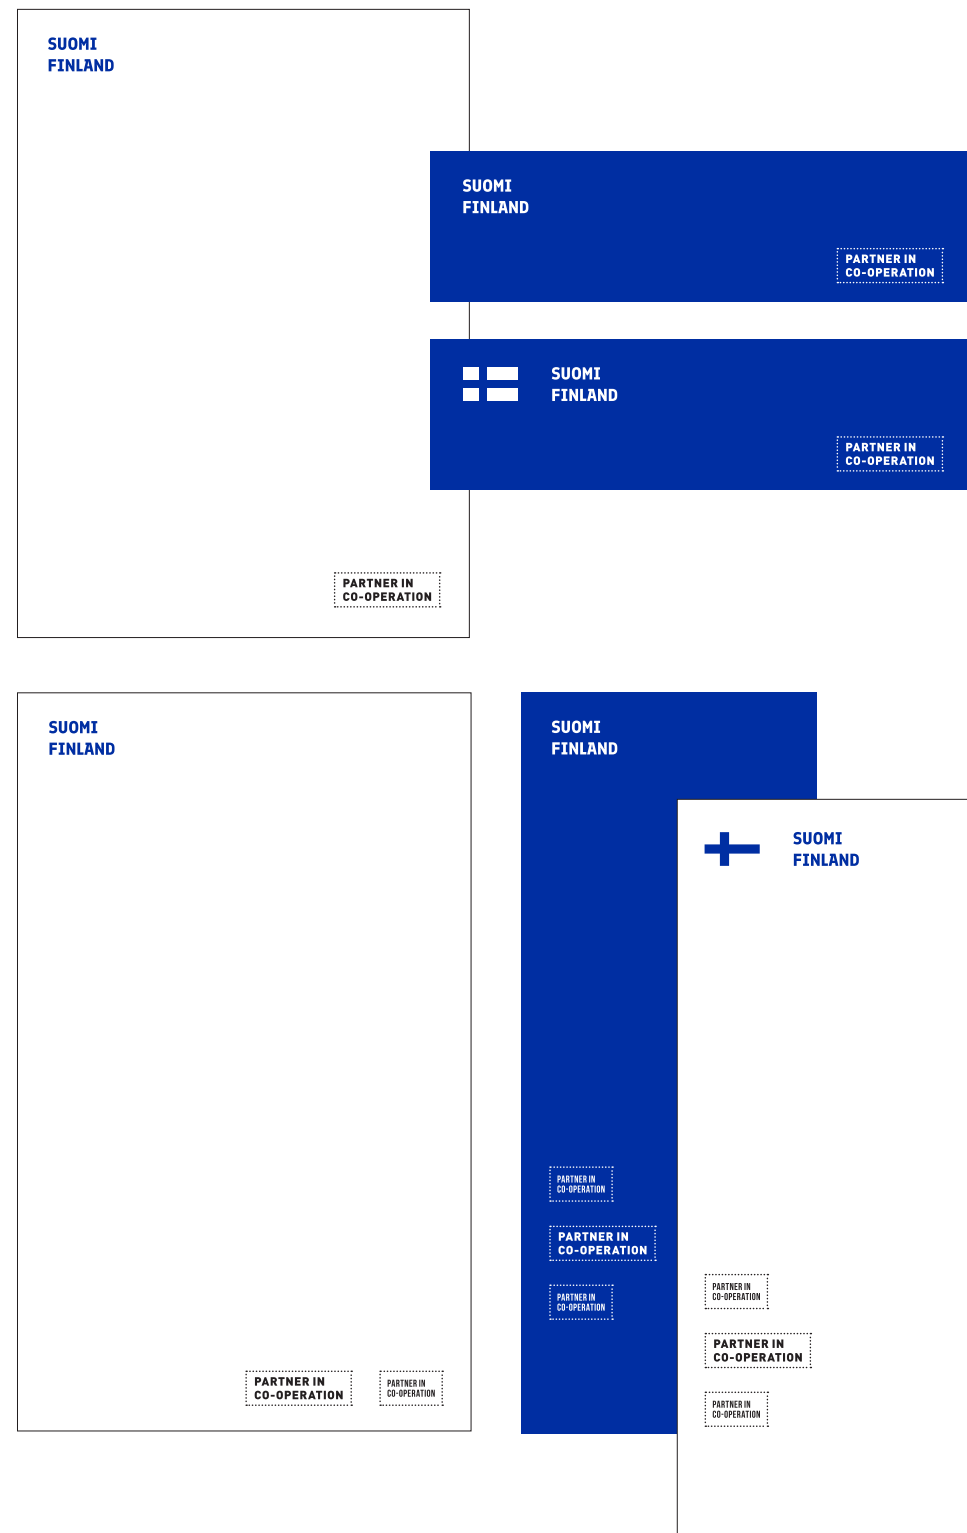 SUOMI
FINLAND
SUOMI
FINLAND
PARTNER IN
CO-OPERATION
SUOMI
FINLAND
PARTNER IN
CO-OPERATION
PARTNER IN
CO-OPERATION
SUOMI
FINLAND
PARTNER IN
CO-OPERATION
PARTNER IN
CO-OPERATION
SUOMI
FINLAND
PARTNER IN
CO-OPERATION
PARTNER IN
CO-OPERATION
PARTNER IN
CO-OPERATION
SUOMI
FINLAND
PARTNER IN
CO-OPERATION
PARTNER IN
CO-OPERATION
PARTNER IN
CO-OPERATION